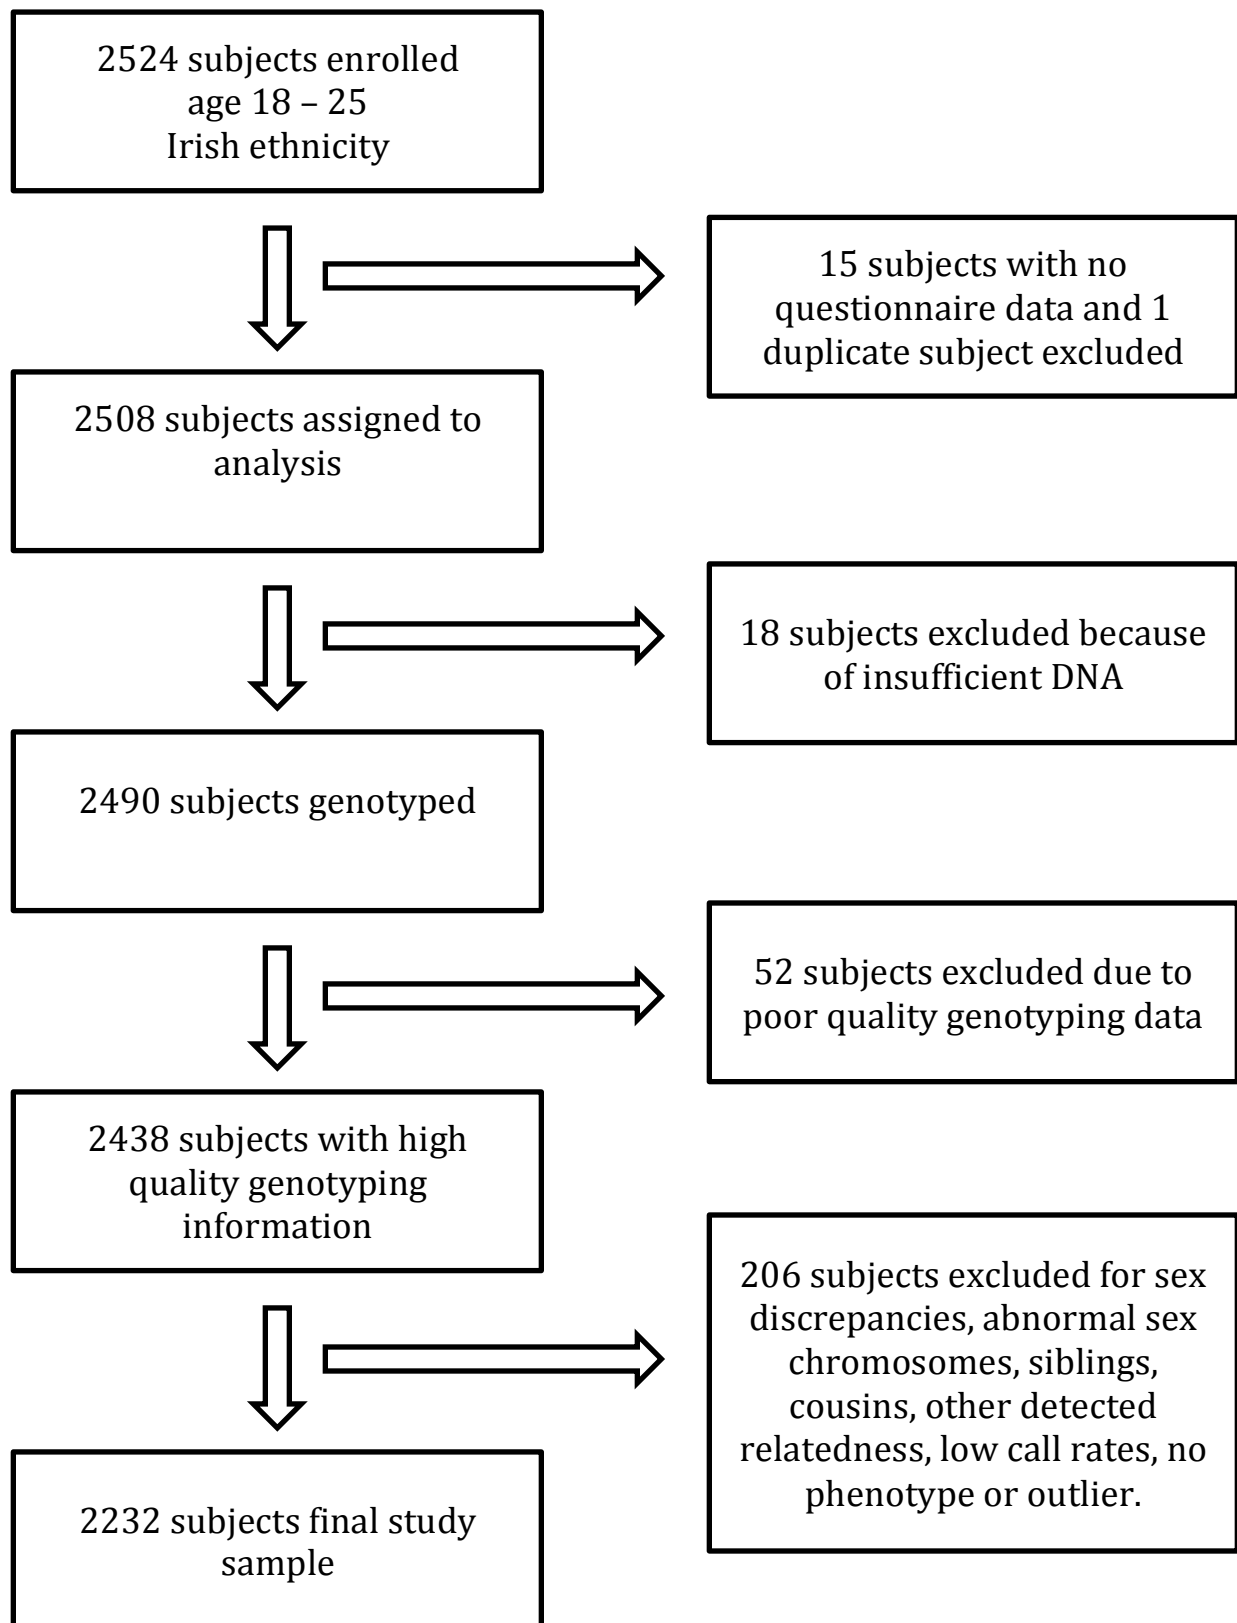 2524 subjects enrolled
age 18 – 25
Irish ethnicity
15 subjects with no
questionnaire data and 1
duplicate subject excluded
2508 subjects assigned to
analysis
18 subjects excluded because
of insufficient DNA
2490 subjects genotyped
52 subjects excluded due to
poor quality genotyping data
2438 subjects with high
quality genotyping
information
206 subjects excluded for sex
discrepancies, abnormal sex
chromosomes, siblings,
cousins, other detected
relatedness, low call rates, no
phenotype or outlier.
2232 subjects final study
sample